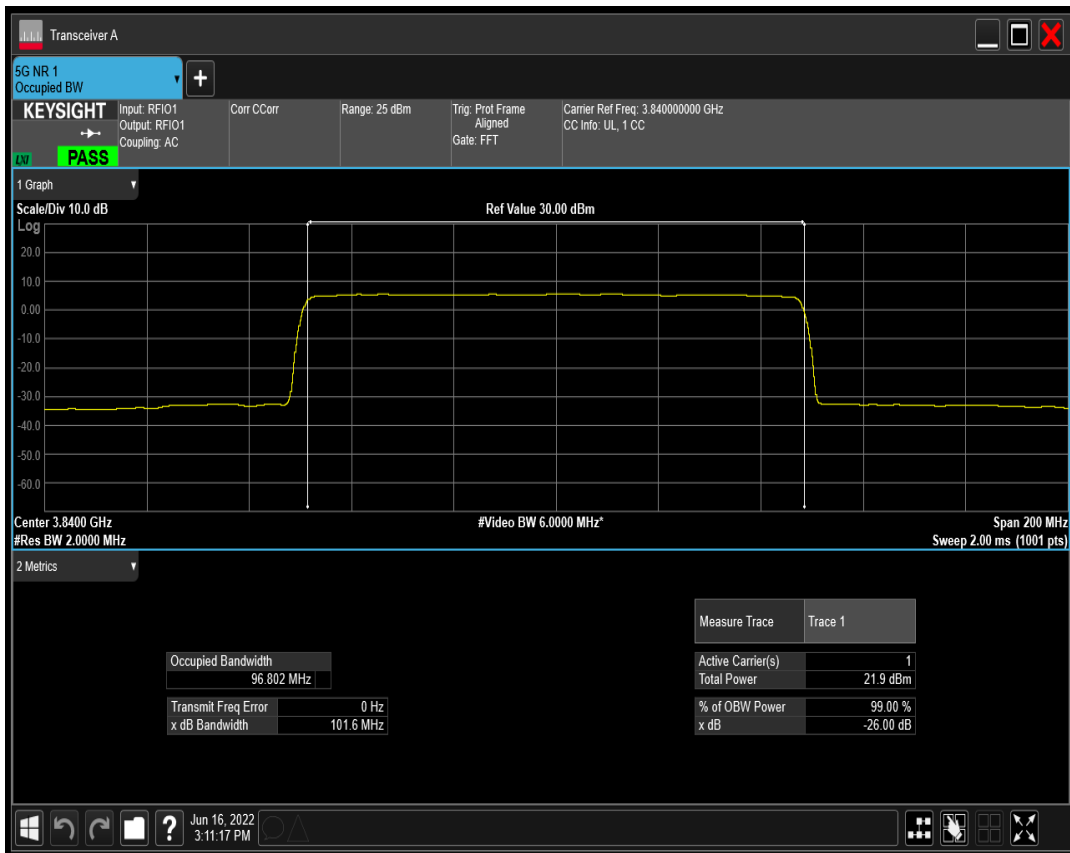 Transceiver A
5G NR 1
Occupied BW
+
KEYSIGHT
LXI
PASS
Input: RFIO1
Output: RFIO1
Coupling: AC
Corr CCorr
Range: 25 dBm
Trig: Prot Frame
Aligned
Gate: FFT
Carrier Ref Freq: 3.840000000 GHz
CC Info: UL, 1 CC
1 Graph
Scale/Div 10.0 dB
Ref Value 30.00 dBm
Log
20.0
10.0
0.00
-10.0
-20.0
-30.0
-40.0
-50.0
-60.0
Center 3.8400 GHz
#Video BW 6.0000 MHz*
Span 200 MHz
#Res BW 2.0000 MHz
Sweep 2.00 ms (1001 pts)
2 Metrics
Measure Trace Trace 1
Occupied Bandwidth
96.802 MHz
Active Carrier(s) 1
Total Power 21.9 dBm
Transmit Freq Error 0 Hz
x dB Bandwidth 101.6 MHz
% of OBW Power 99.00 %
x dB -26.00 dB
?
Jun 16, 2022
3:11:17 PM